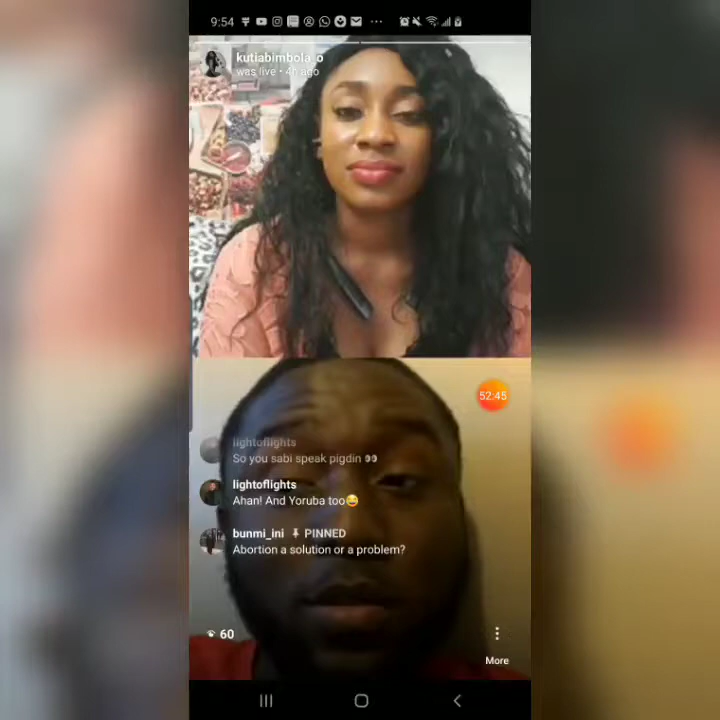 9:54
kutiabimbola_o
was live • 4h ago
52:45
lightoflights
So you sabi speak pigdin 👀
lightoflights
Ahan! And Yoruba too😂
bunmi_ini 📌 PINNED
Abortion a solution or a problem?
60
More